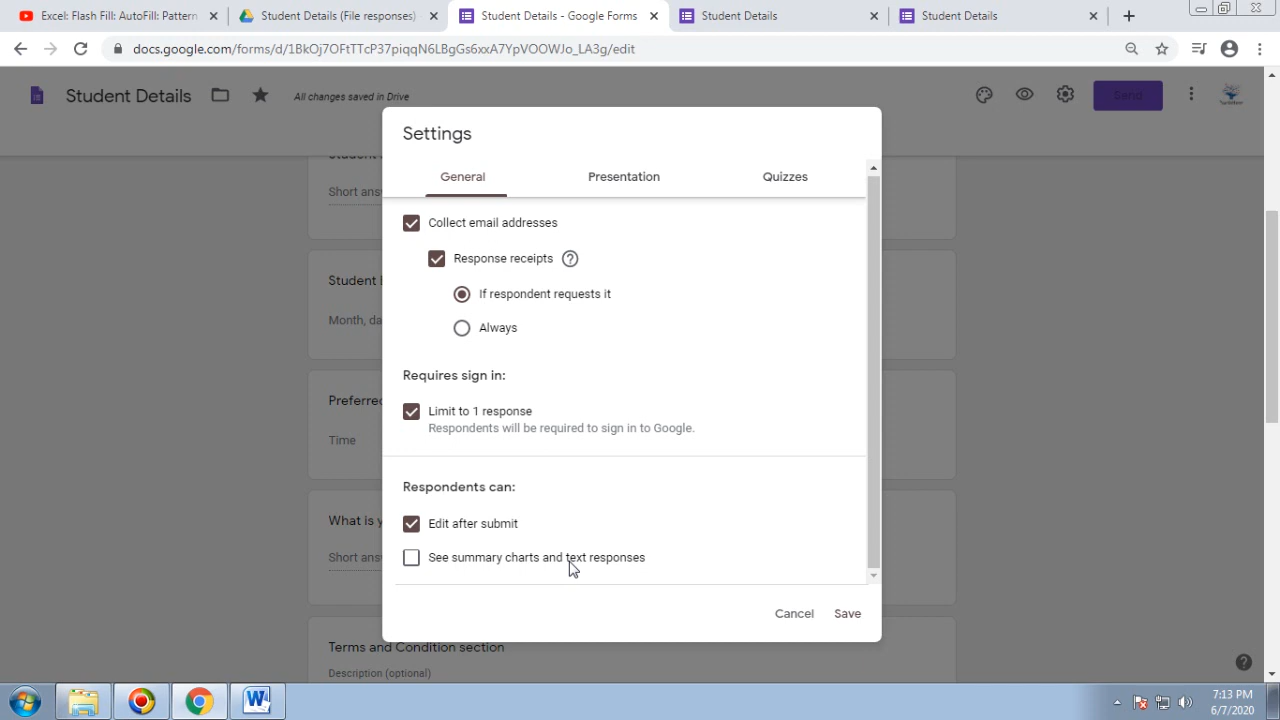 Excel: Flash Fill: AutoFill: Pattern
Student Details (File responses)
Student Details - Google Forms
Student Details
Student Details
docs.google.com/forms/d/1BkOj7OFtTTcP37piqqN6LBgGs6xxA7YpVOOWJo_LA3g/edit
Student Details
All changes saved in Drive
Send
Settings
General Presentation Quizzes
Short ans
Collect email addresses
Response receipts
Student
If respondent requests it
Month, da
Always
Requires sign in:
Preferred
Limit to 1 response
Respondents will be required to sign in to Google.
Time
Respondents can:
What is y
Edit after submit
Short ans
See summary charts and text responses
Cancel Save
Terms and Condition section
Description (optional)
7:13 PM
6/7/2020